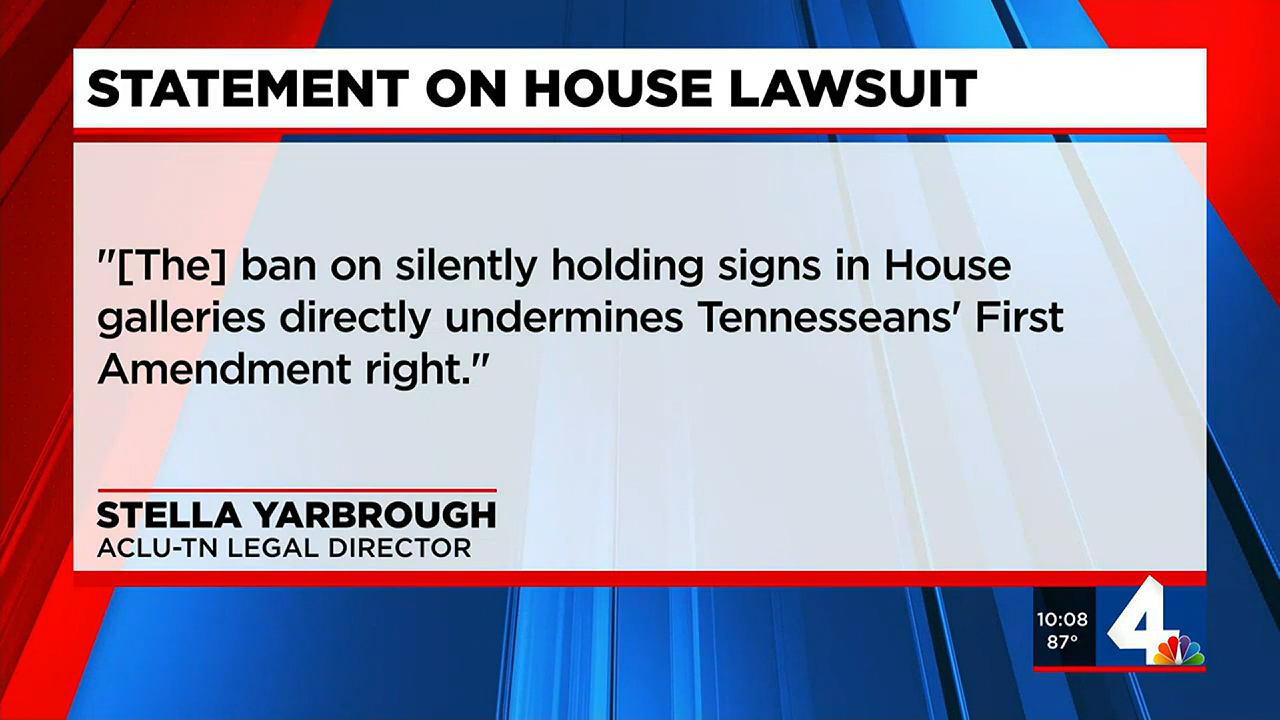 STATEMENT ON HOUSE LAWSUIT
"[The] ban on silently holding signs in House
galleries directly undermines Tennesseans' First
Amendment right."
STELLA YARBROUGH
ACLU-TN LEGAL DIRECTOR
10:08
87°
4